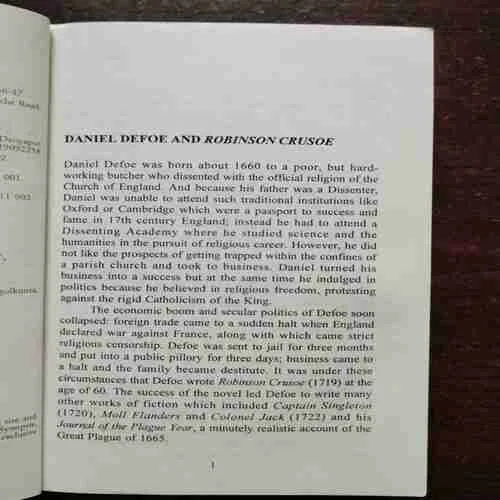 001
DANIEL DEFOE AND ROBINSON CRUSOE
Daniel Defoe was born about 1660 to a poor, but hard-
working butcher who dissented with the official religion of the
Church of England. And because his father was a Dissenter,
Daniel was unable to attend such traditional institutions like
Oxford or Cambridge which were a passport to success and
fame in 17th century England; instead he had to attend a
Dissenting Academy where he studied science and the
humanities in the pursuit of religious career. However, he did
not like the prospects of getting trapped within the confines of
a parish church and took to business. Daniel turned his
business into a success but at the same time he indulged in
politics because he believed in religious freedom, protesting
against the rigid Catholicism of the King.
The economic boom and secular politics of Defoe soon
collapsed: foreign trade came to a sudden halt when England
declared war against France, along with which came strict
religious censorship. Defoe was sent to jail for three months
and put into a public pillory for three days; business came to
a halt and the family became destitute. It was under these
circumstances that Defoe wrote Robinson Crusoe (1719) at the
age of 60. The success of the novel led Defoe to write many
other works of fiction which included Captain Singleton
(1720), Moll Flanders and Colonel Jack (1722) and his
Journal of the Plague Year, a minutely realistic account of the
Great Plague of 1665.
1